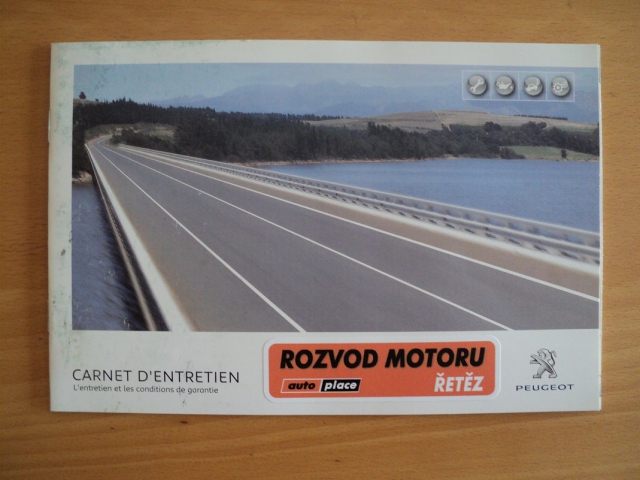 CARNET D'ENTRETIEN
L'entretien et les conditions de garantie
ROZVOD MOTORU
auto place
ŘETĚZ
PEUGEOT